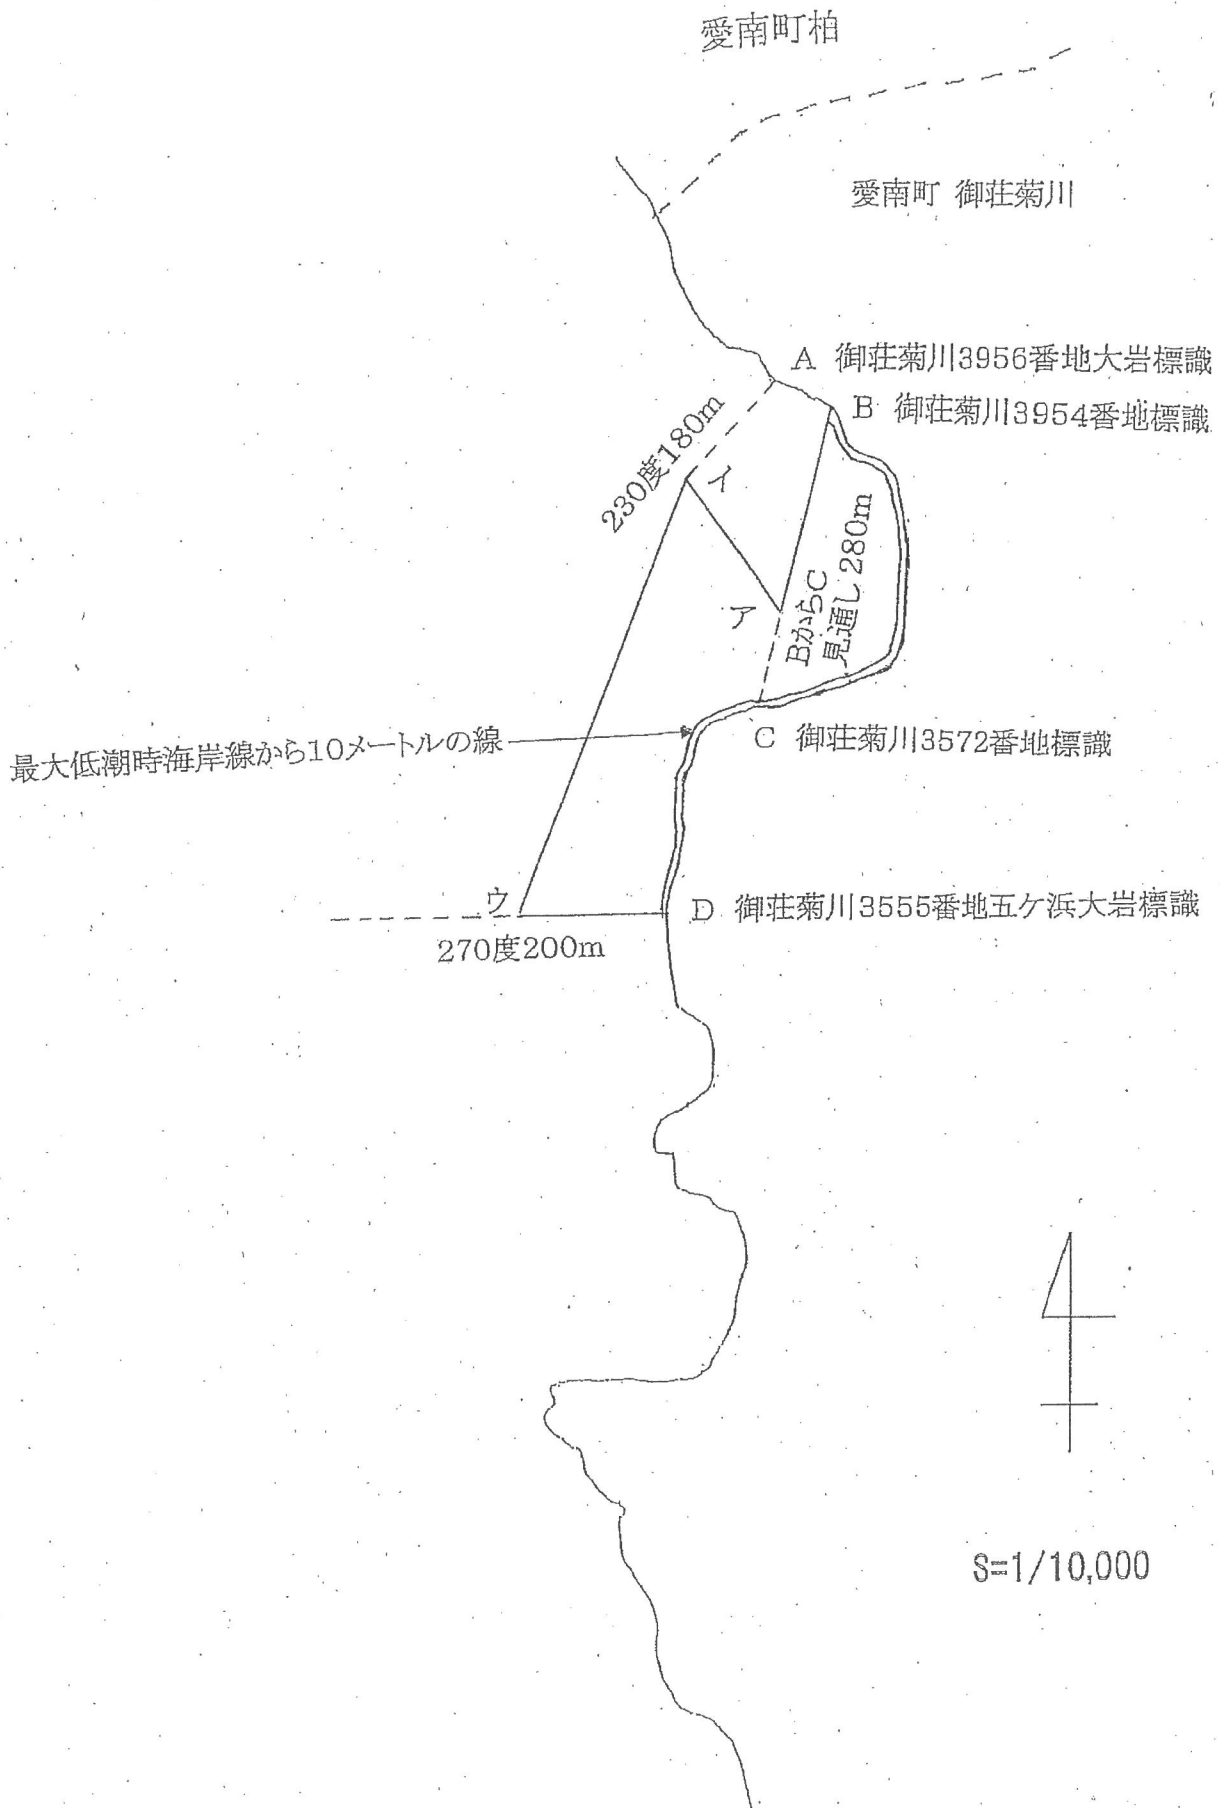 愛南町柏
愛南町 御荘菊川
A 御荘菊川3956番地大岩標識
B 御荘菊川3954番地標識
230度180m
イ
ア
BからC
見通し280m
最大低潮時海岸線から10メートルの線
C 御荘菊川3572番地標識
ウ
D 御荘菊川3555番地五ケ浜大岩標識
270度200m
S=1/10,000